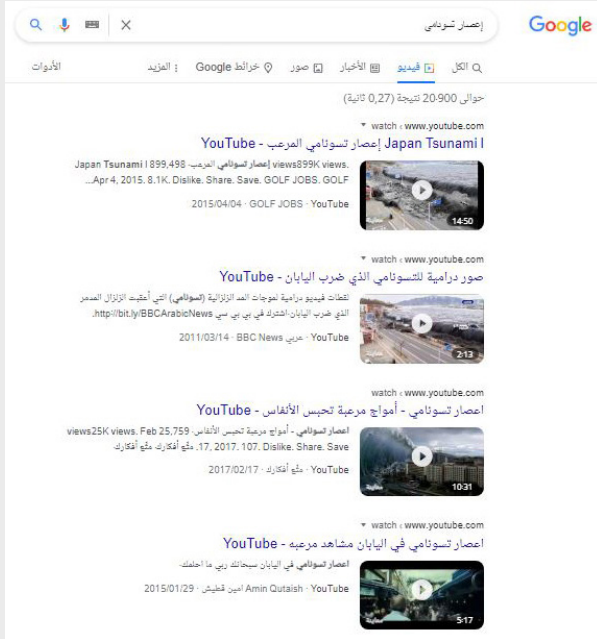 Google
إعصار تسونامي
الكل
فيديو
الأخبار
صور
خرائط Google
المزيد
الأدوات
حوالى 20٬900 نتيجة (0,27 ثانية)
www.youtube.com › watch
Japan Tsunami I إعصار تسونامي المرعب - YouTube
Japan Tsunami I إعصار تسونامي المرعب. 899,498 views899K views.
Apr 4, 2015. 8.1K. Dislike. Share. Save. GOLF JOBS. GOLF...
YouTube · GOLF JOBS · 2015/04/04
معاينة
14:50
www.youtube.com › watch
صور درامية للتسونامي الذي ضرب اليابان - YouTube
لقطات فيديو درامية لموجات المد الزلزالية (تسونامي) التي أعقبت الزلزال المدمر
الذي ضرب اليابان.اشترك في بي بي سي http://bit.ly/BBCArabicNews.
YouTube · BBC News عربي · 2011/03/14
معاينة
2:13
www.youtube.com › watch
اعصار تسونامي - أمواج مرعبة تحبس الأنفاس - YouTube
اعصار تسونامي - أمواج مرعبة تحبس الأنفاس. 25,759 views25K views. Feb
17, 2017. 107. Dislike. Share. Save. متّع أفكارك. متّع أفكارك.
YouTube · متّع أفكارك · 2017/02/17
معاينة
10:31
www.youtube.com › watch
اعصار تسونامي في اليابان مشاهد مرعبه - YouTube
اعصار تسونامي في اليابان سبحانك ربي ما احلمك.
YouTube · Amin Qutaish امين قطيش · 2015/01/29
معاينة
5:17